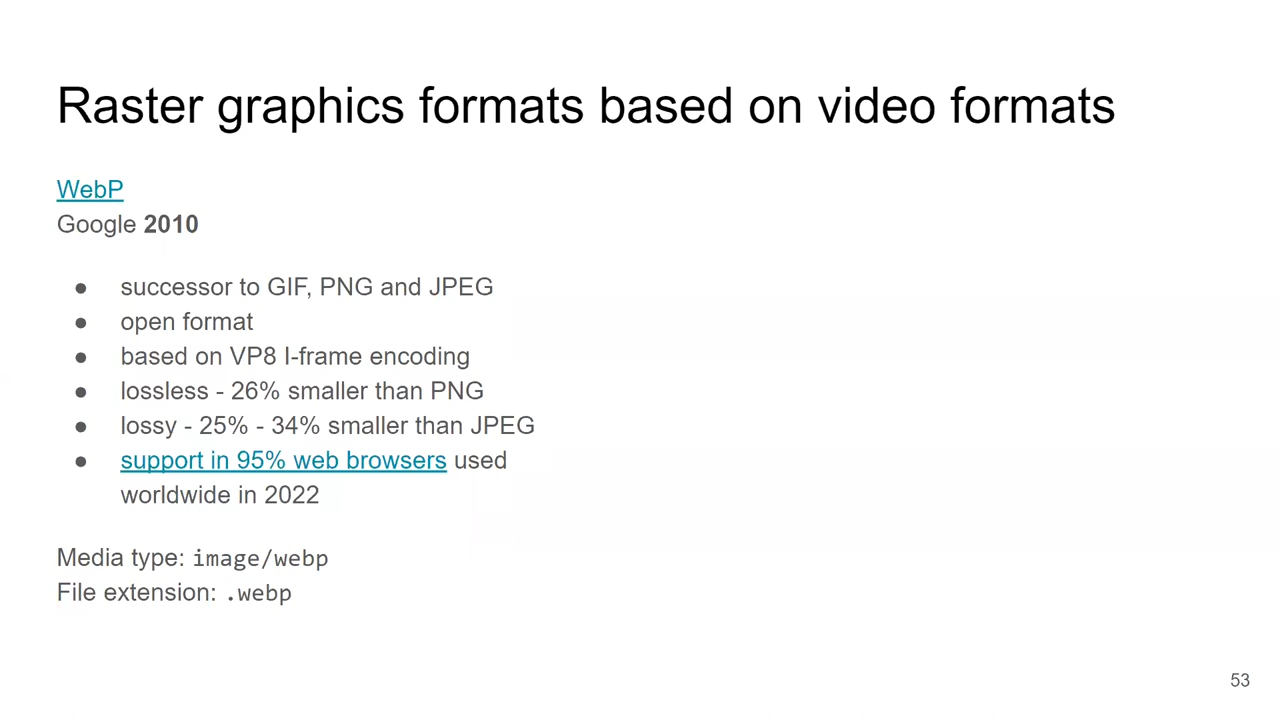 Raster graphics formats based on video formats
WebP
Google 2010
● successor to GIF, PNG and JPEG
● open format
● based on VP8 I-frame encoding
● lossless - 26% smaller than PNG
● lossy - 25% - 34% smaller than JPEG
● support in 95% web browsers used
worldwide in 2022
Media type: image/webp
File extension: .webp
53